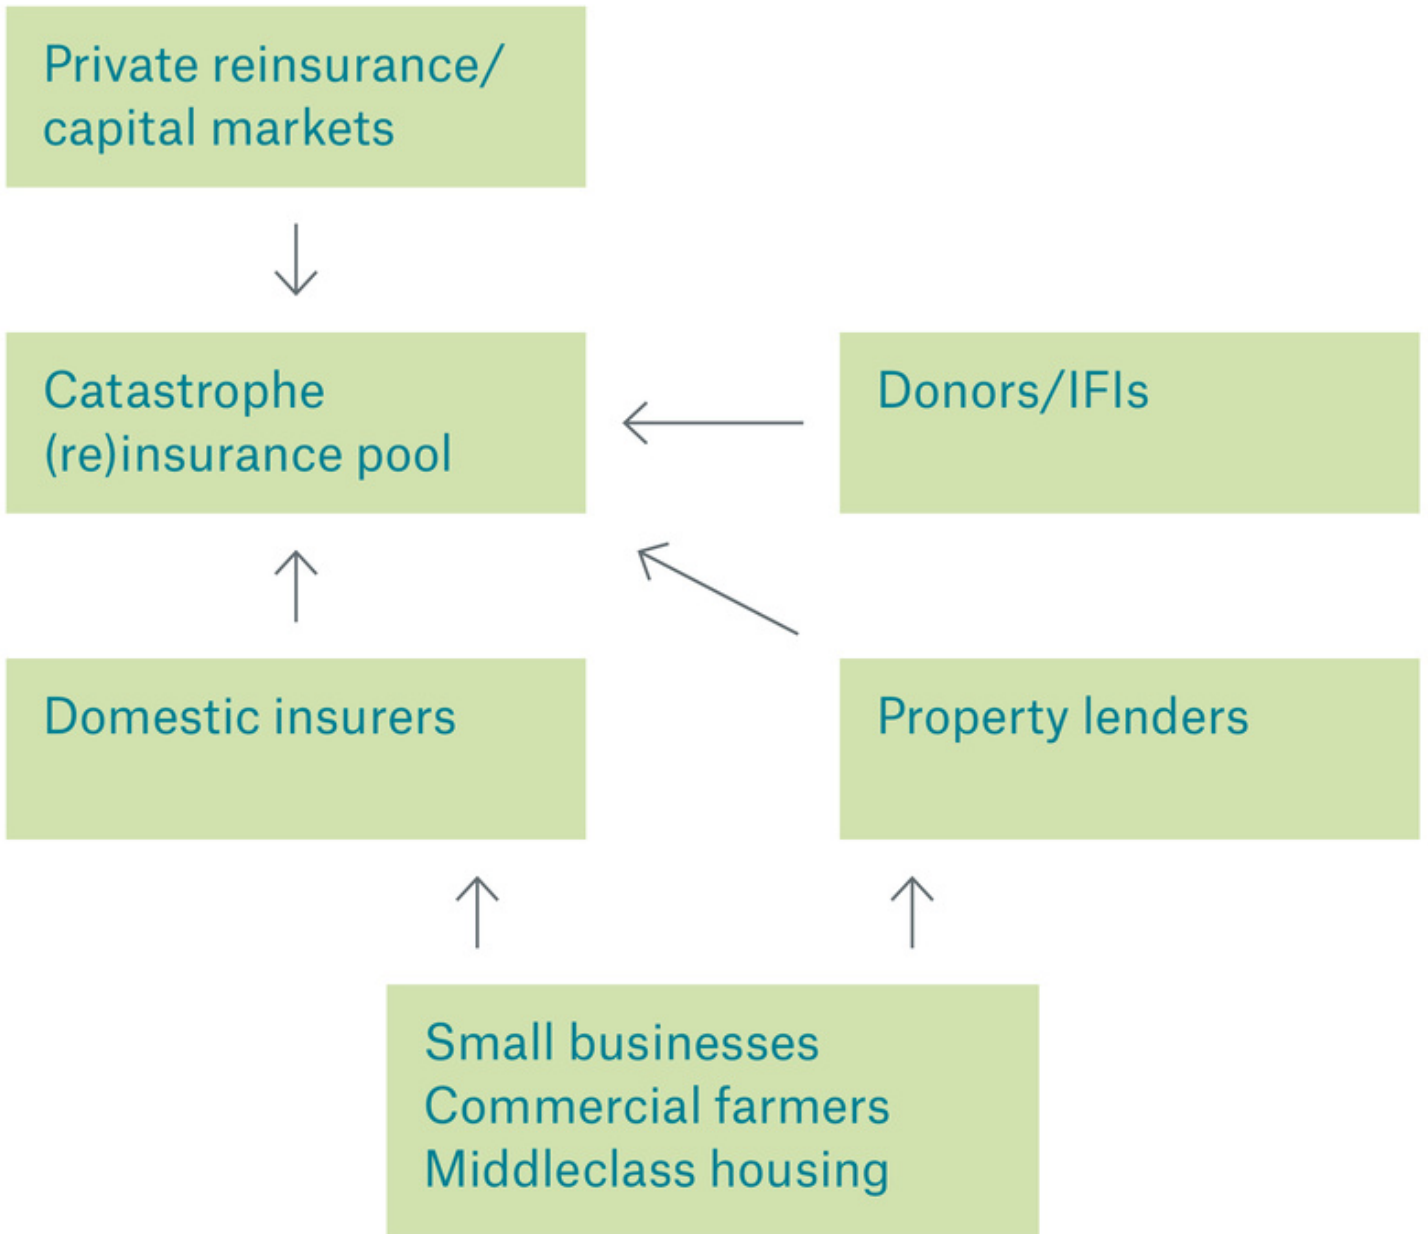 Private reinsurance/
capital markets
Catastrophe
(re)insurance pool
Donors/IFIs
Domestic insurers
Property lenders
Small businesses
Commercial farmers
Middleclass housing